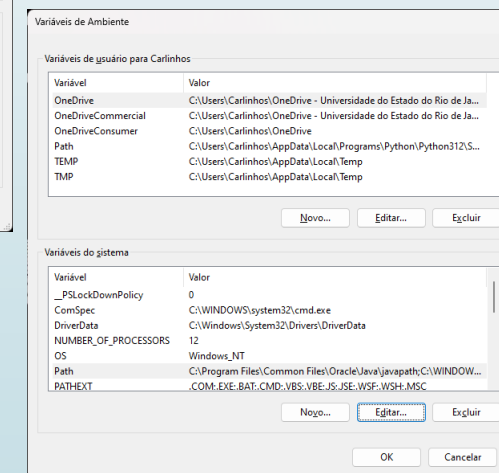 Variáveis de Ambiente
Variáveis de usuário para Carlinhos
Variável Valor
OneDrive C:\Users\Carlinhos\OneDrive - Universidade do Estado do Rio de Ja...
OneDriveCommercial C:\Users\Carlinhos\OneDrive - Universidade do Estado do Rio de Ja...
OneDriveConsumer C:\Users\Carlinhos\OneDrive
Path C:\Users\Carlinhos\AppData\Local\Programs\Python\Python312\S...
TEMP C:\Users\Carlinhos\AppData\Local\Temp
TMP C:\Users\Carlinhos\AppData\Local\Temp
Novo... Editar... Excluir
Variáveis do sistema
Variável Valor
__PSLockDownPolicy 0
ComSpec C:\WINDOWS\system32\cmd.exe
DriverData C:\Windows\System32\Drivers\DriverData
NUMBER_OF_PROCESSORS 12
OS Windows_NT
Path C:\Program Files\Common Files\Oracle\Java\javapath;C:\WINDOW...
PATHEXT .COM;.EXE;.BAT;.CMD;.VBS;.VBE;.JS;.JSE;.WSF;.WSH;.MSC
Novo... Editar... Excluir
OK Cancelar